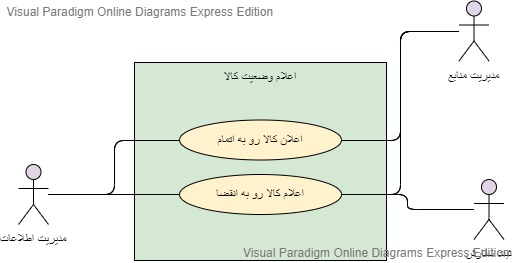 Visual Paradigm Online Diagrams Express Edition
اعلام وضعیت کالا
مدیریت منابع
اعلان کالا رو به اتمام
اعلام کالا رو به انقضا
مدیریت اطلاعات
Visual Paradigm Online Diagrams Express Edition